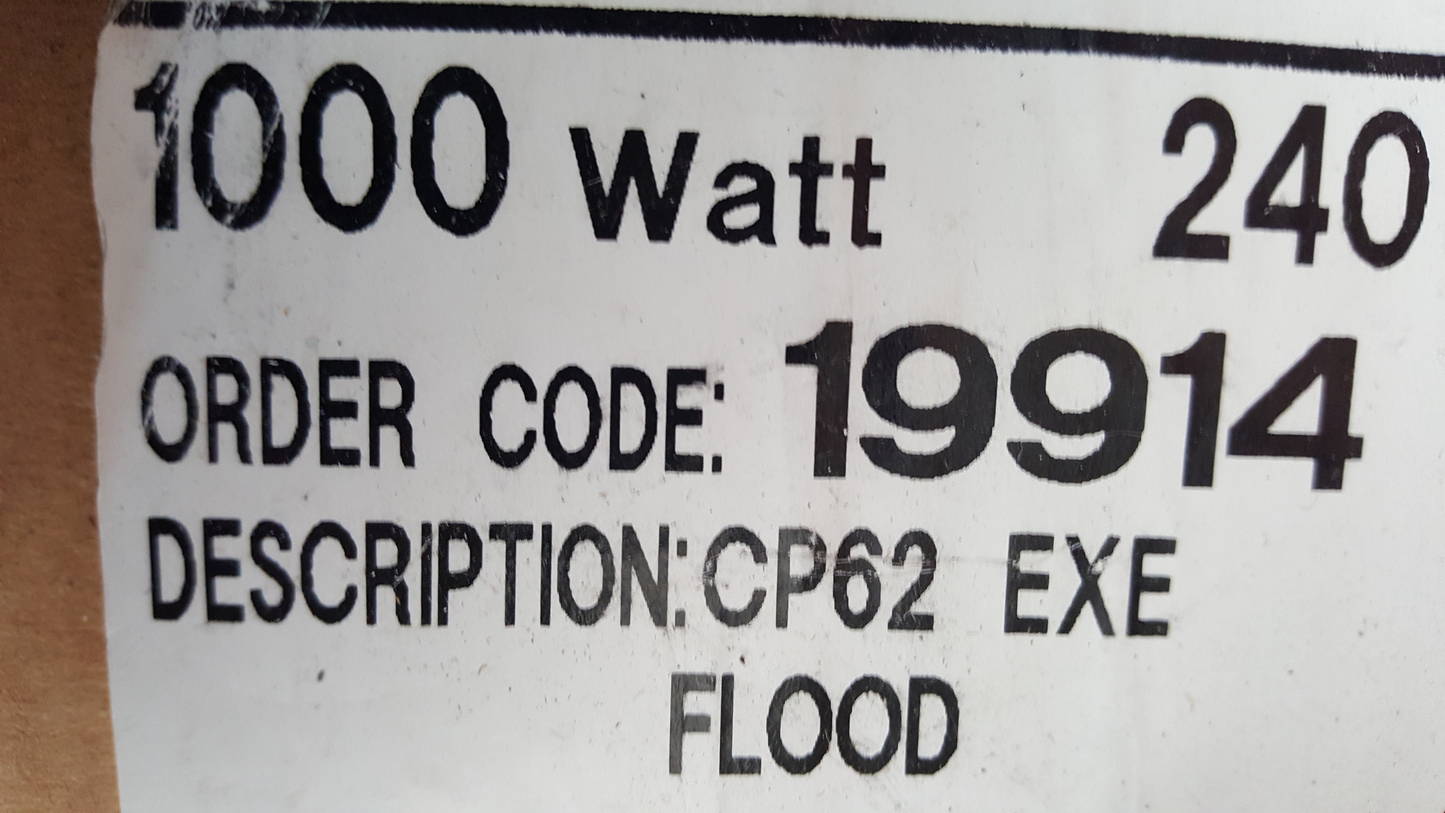 1000 Watt 240
ORDER CODE: 19914
DESCRIPTION:CP62 EXE
FLOOD